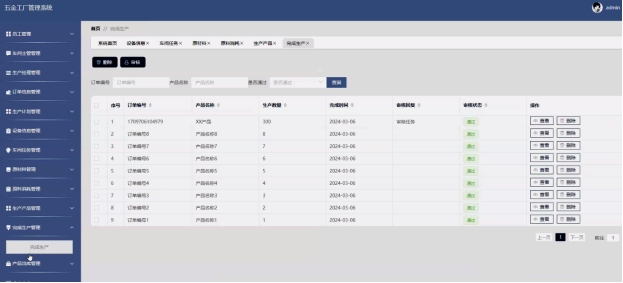 五金工厂管理系统
admin
首页 // 完成生产
系统首页 设备信息× 车间任务× 原材料× 原料消耗× 生产产品× 完成生产×
删除 审核
订单编号 订单编号 产品名称 产品名称 是否通过 是否通过 查询
序号 订单编号 产品名称 生产数量 完成时间 审核回复 审核状态 操作
1 1709706104979 XX产品 300 2024-03-06 通过 查看 删除
2 订单编号8 产品名称8 8 2024-03-06 通过 查看 删除
3 订单编号7 产品名称7 7 2024-03-06 通过 查看 删除
4 订单编号6 产品名称6 6 2024-03-06 通过 查看 删除
5 订单编号5 产品名称5 5 2024-03-06 通过 查看 删除
6 订单编号4 产品名称4 4 2024-03-06 通过 查看 删除
7 订单编号3 产品名称3 3 2024-03-06 通过 查看 删除
8 订单编号2 产品名称2 2 2024-03-06 通过 查看 删除
9 订单编号1 产品名称1 1 2024-03-06 通过 查看 删除
上一页 1 下一页 前往 1
员工管理
车间主管管理
生产经理管理
订单信息管理
生产计划管理
设备信息管理
车间任务管理
原材料管理
原料消耗管理
生产产品管理
完成生产管理
完成生产